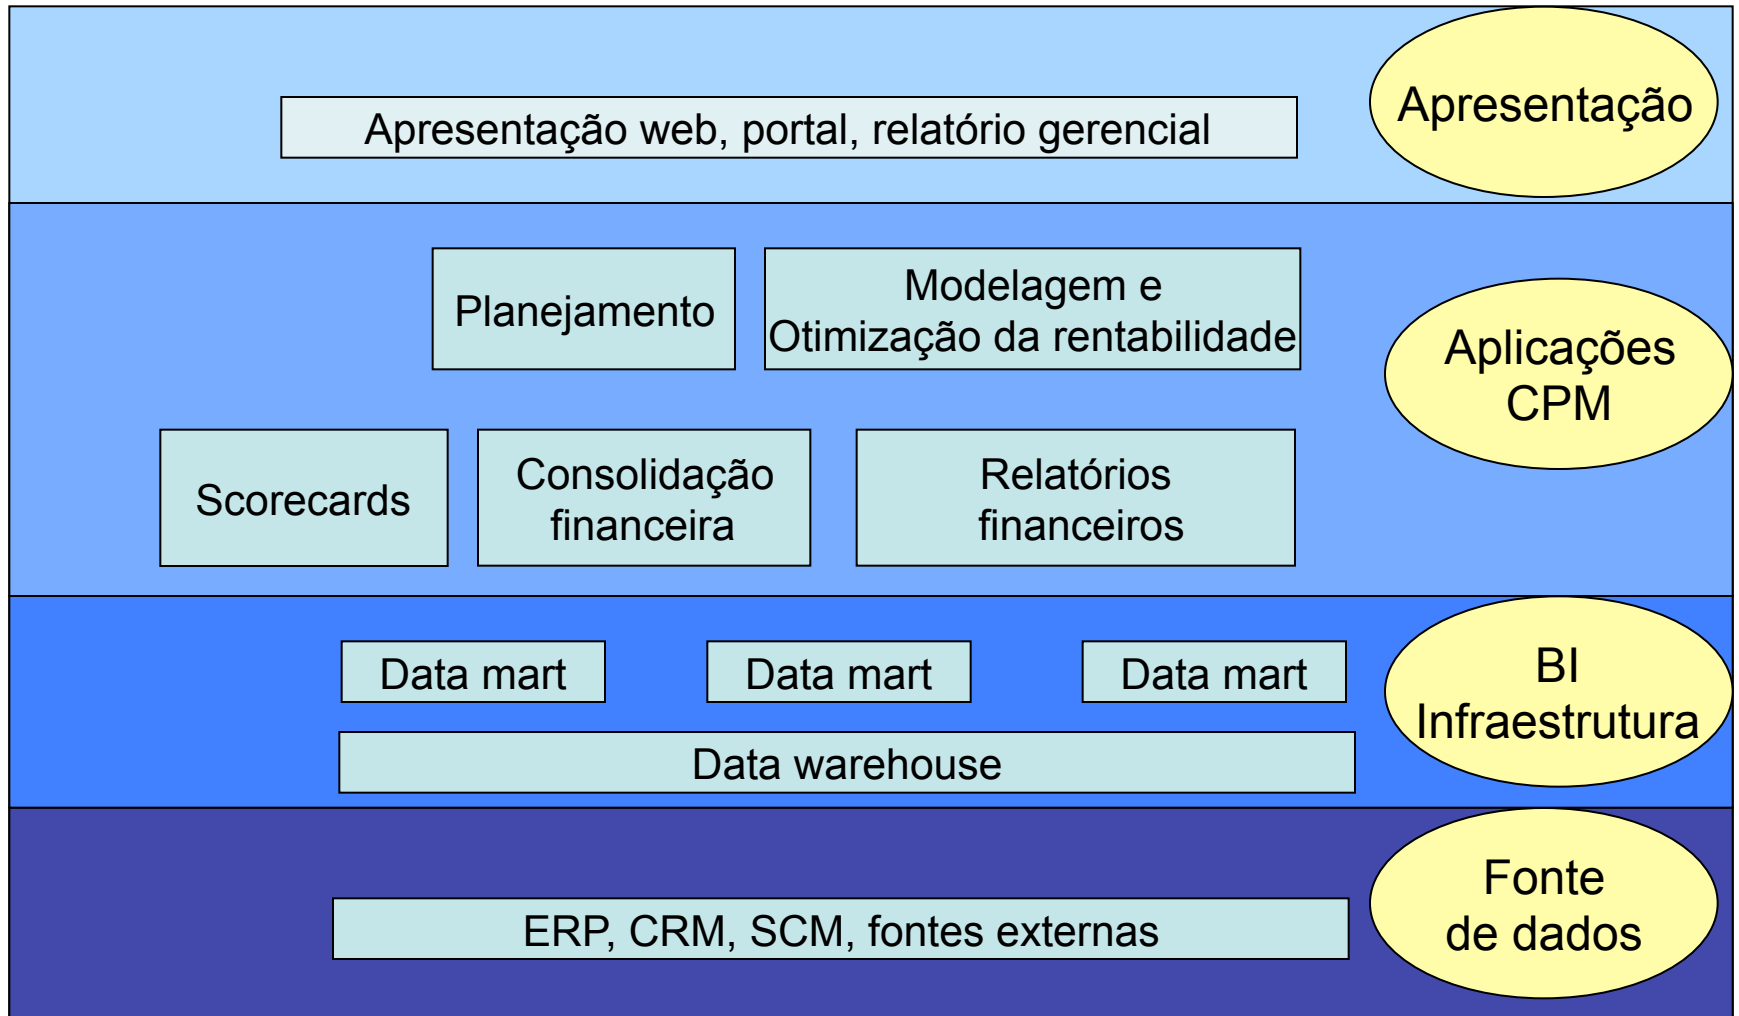 Apresentação
Apresentação web, portal, relatório gerencial
Planejamento
Modelagem e
Otimização da rentabilidade
Aplicações
CPM
Scorecards
Consolidação
financeira
Relatórios
financeiros
Data mart
Data mart
Data mart
BI
Infraestrutura
Data warehouse
Fonte
de dados
ERP, CRM, SCM, fontes externas